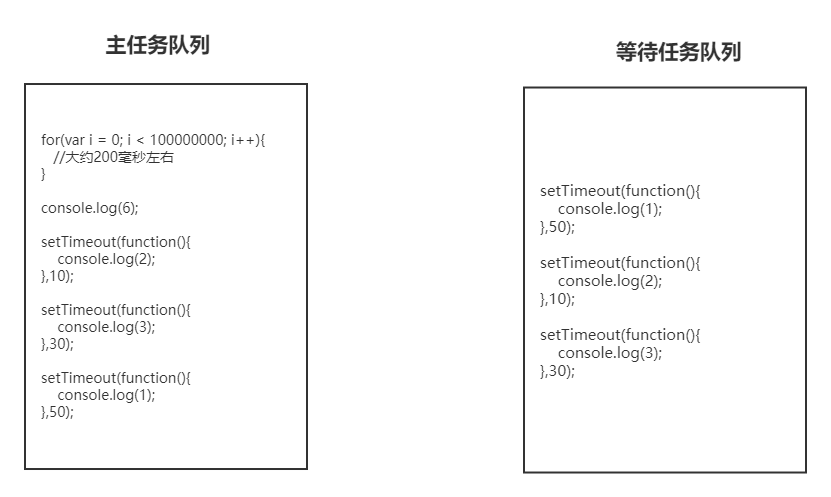 主任务队列
for(var i = 0; i < 100000000; i++){
//大约200毫秒左右
}
console.log(6);
setTimeout(function(){
console.log(2);
},10);
setTimeout(function(){
console.log(3);
},30);
setTimeout(function(){
console.log(1);
},50);
等待任务队列
setTimeout(function(){
console.log(1);
},50);
setTimeout(function(){
console.log(2);
},10);
setTimeout(function(){
console.log(3);
},30);